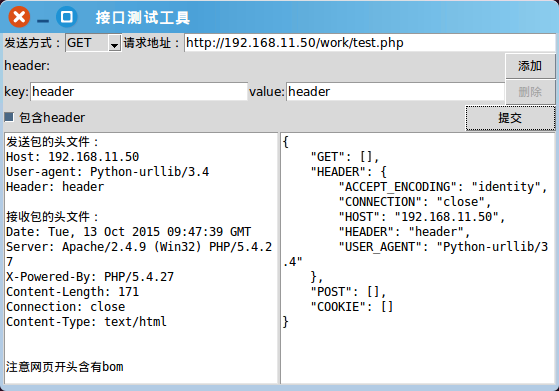 接口测试工具
发送方式： GET 请求地址： http://192.168.11.50/work/test.php
header: 添加
key: header value: header 删除
包含header 提交
发送包的头文件：
Host: 192.168.11.50
User-agent: Python-urllib/3.4
Header: header
接收包的头文件：
Date: Tue, 13 Oct 2015 09:47:39 GMT
Server: Apache/2.4.9 (Win32) PHP/5.4.2
7
X-Powered-By: PHP/5.4.27
Content-Length: 171
Connection: close
Content-Type: text/html
注意网页开头含有bom
{
    "GET": [],
    "HEADER": {
        "ACCEPT_ENCODING": "identity",
        "CONNECTION": "close",
        "HOST": "192.168.11.50",
        "HEADER": "header",
        "USER_AGENT": "Python-urllib/3
.4"
    },
    "POST": [],
    "COOKIE": []
}